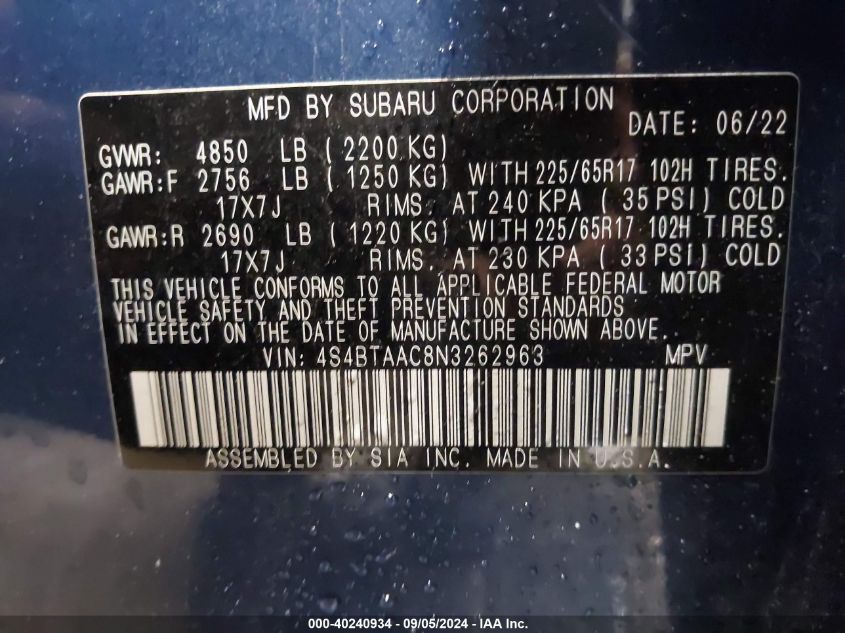 MFD BY SUBARU CORPORATION
DATE: 06/22
GVWR: 4850 LB ( 2200 KG)
GAWR:F 2756 LB ( 1250 KG) WITH 225/65R17 102H TIRES.
17X7J RIMS. AT 240 KPA ( 35 PSI) COLD
GAWR:R 2690 LB ( 1220 KG) WITH 225/65R17 102H TIRES.
17X7J RIMS. AT 230 KPA ( 33 PSI) COLD
THIS VEHICLE CONFORMS TO ALL APPLICABLE FEDERAL MOTOR
VEHICLE SAFETY AND THEFT PREVENTION STANDARDS
IN EFFECT ON THE DATE OF MANUFACTURE SHOWN ABOVE.
VIN: 4S4BTAAC8N3262963 MPV
ASSEMBLED BY SIA INC. MADE IN U.S.A.
000-40240934 - 09/05/2024 - IAA Inc.